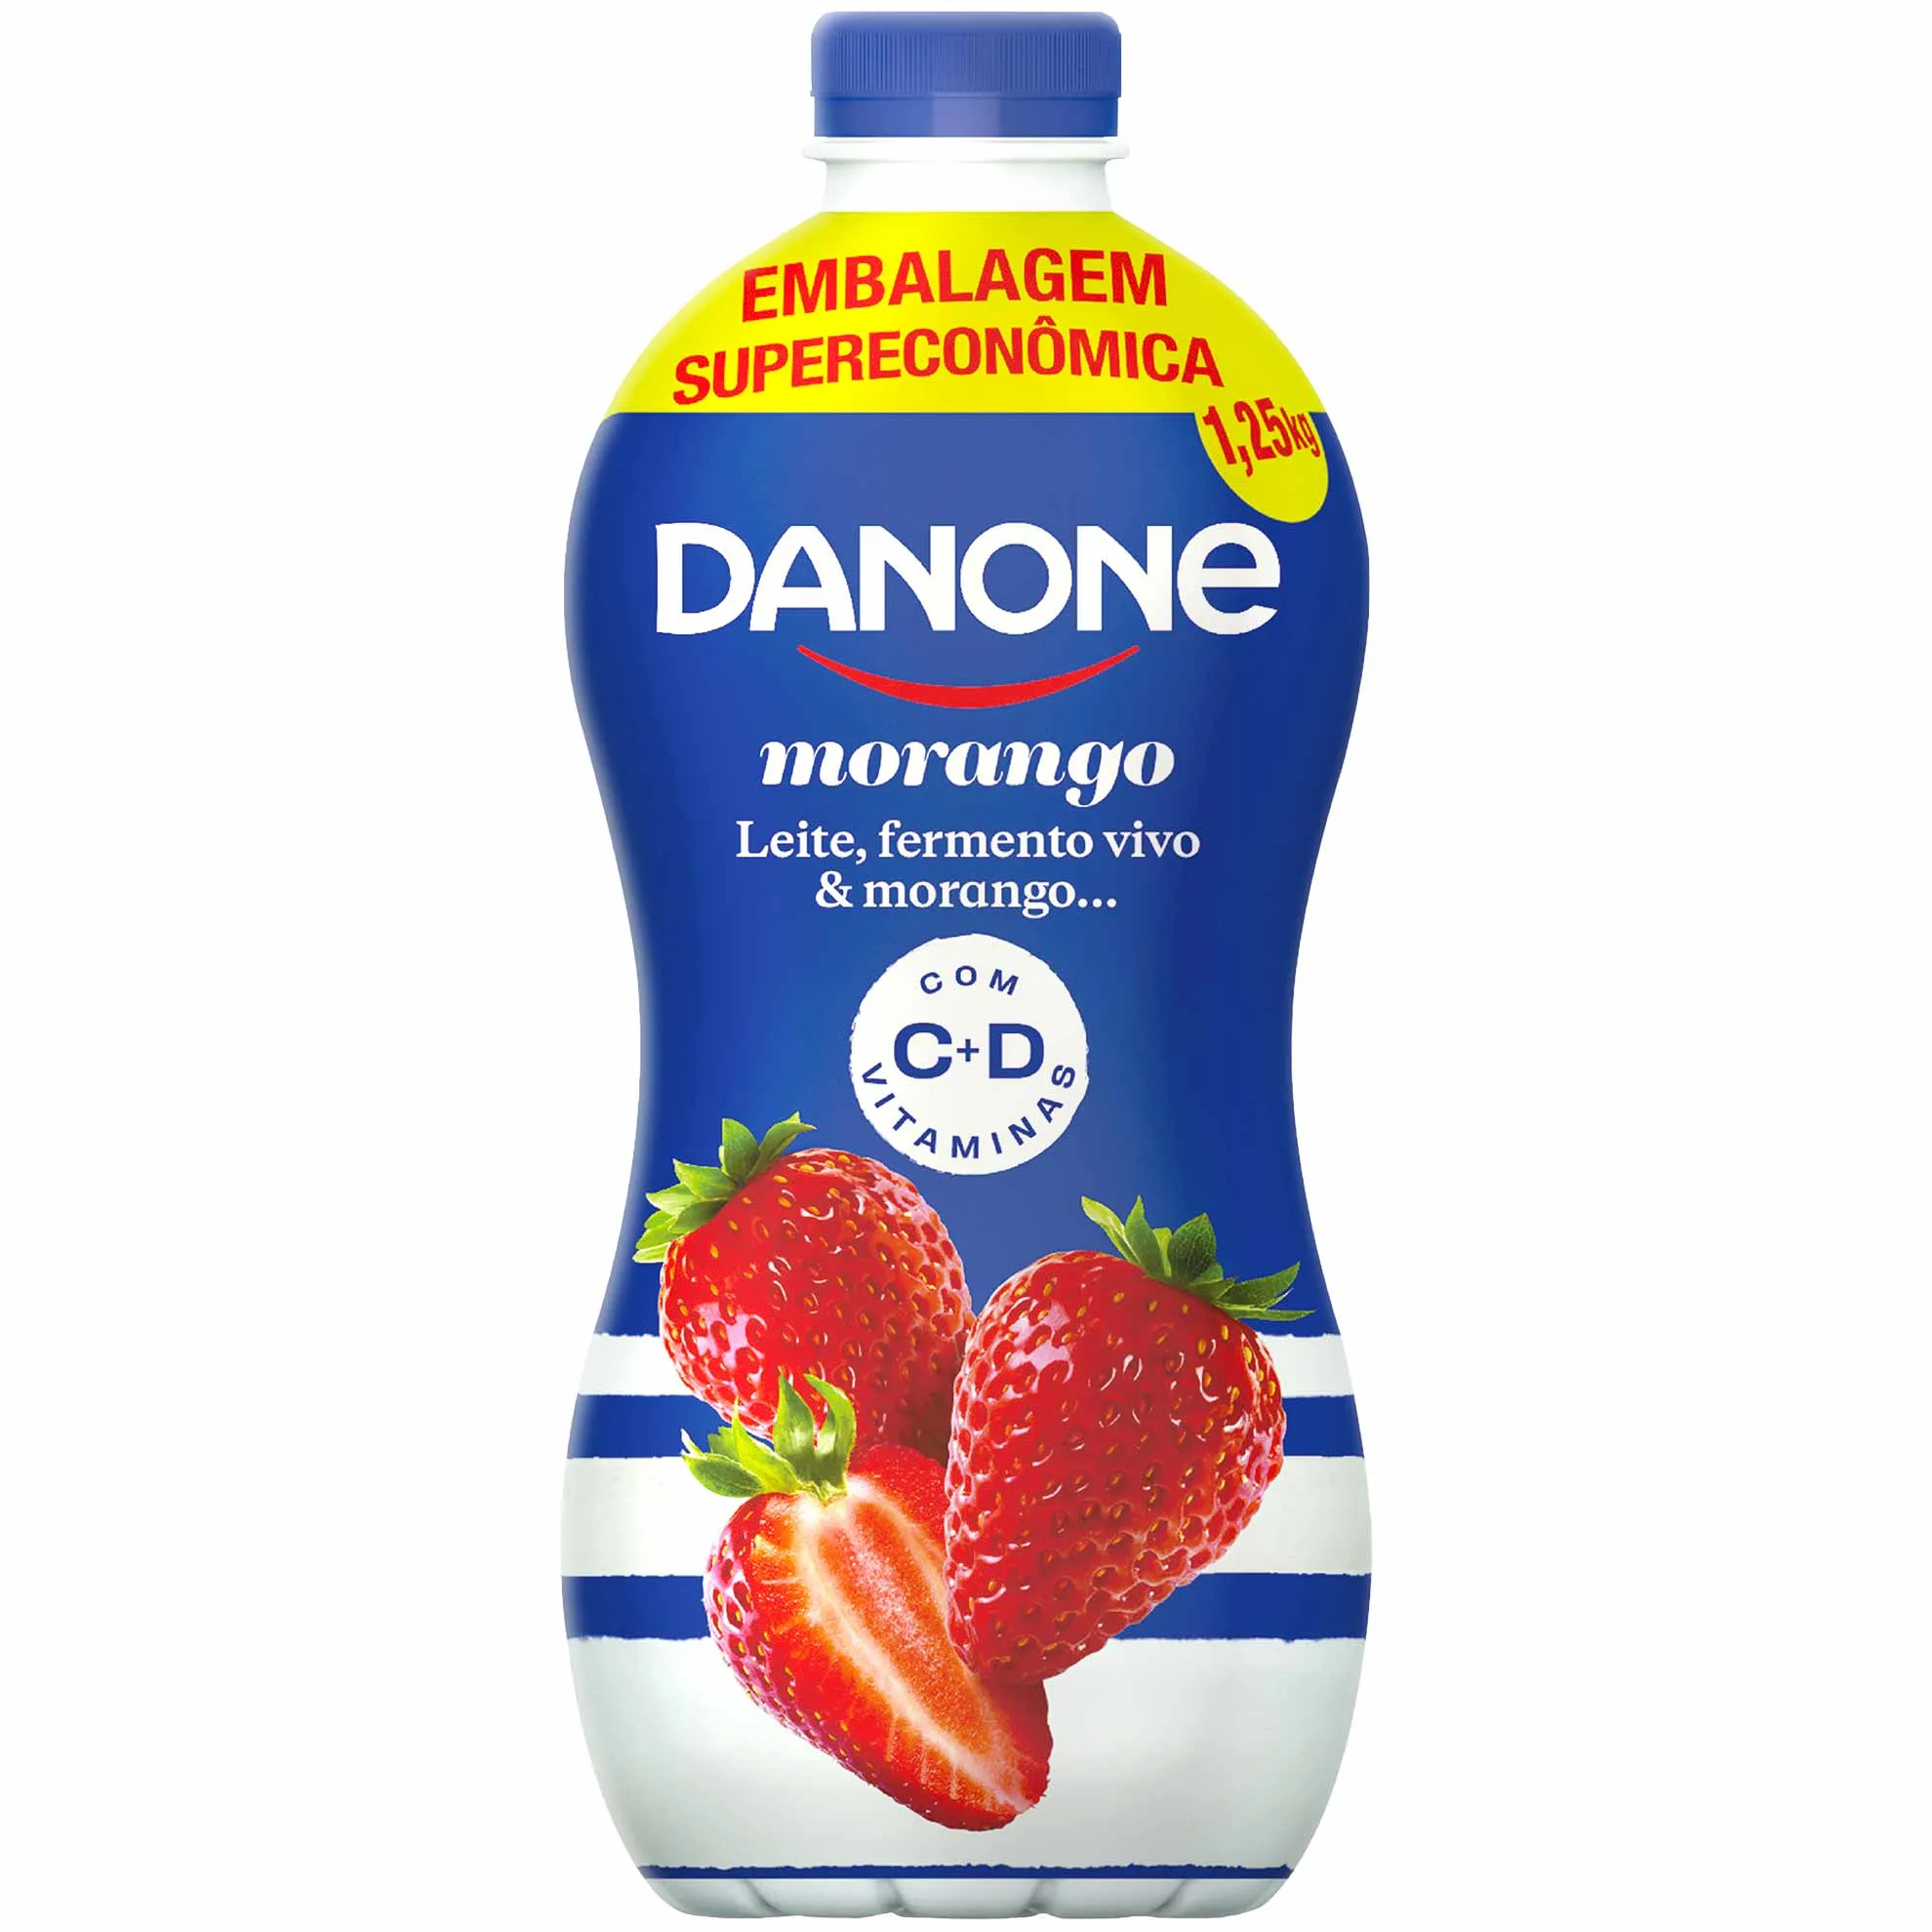 EMBALAGEM
SUPERECONÔMICA
1,25kg
DANONE
morango
Leite, fermento vivo
& morango...
COM
C+D
VITAMINAS